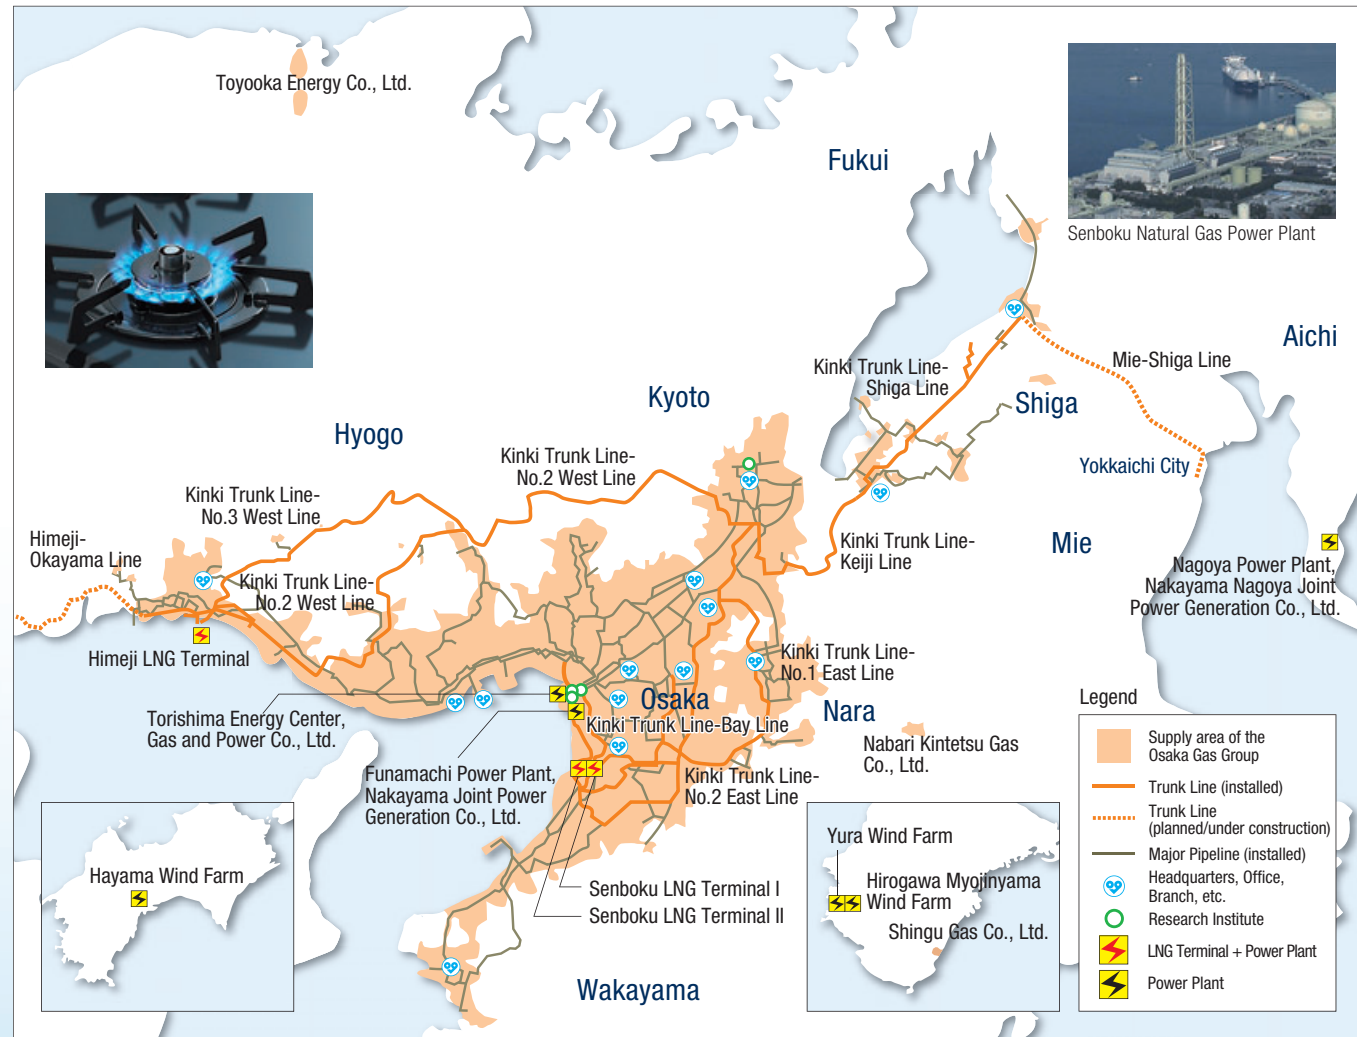 Toyooka Energy Co., Ltd.
Fukui
Senboku Natural Gas Power Plant
Aichi
Mie-Shiga Line
Kinki Trunk Line-
Shiga Line
Shiga
Kyoto
Hyogo
Yokkaichi City
Kinki Trunk Line-
No.2 West Line
Kinki Trunk Line-
No.3 West Line
Himeji-
Okayama Line
Kinki Trunk Line-
Keiji Line
Mie
Nagoya Power Plant,
Nakayama Nagoya Joint
Power Generation Co., Ltd.
Kinki Trunk Line-
No.2 West Line
Himeji LNG Terminal
Kinki Trunk Line-
No.1 East Line
Osaka
Kinki Trunk Line-Bay Line
Nara
Torishima Energy Center,
Gas and Power Co., Ltd.
Nabari Kintetsu Gas
Co., Ltd.
Funamachi Power Plant,
Nakayama Joint Power
Generation Co., Ltd.
Kinki Trunk Line-
No.2 East Line
Senboku LNG Terminal I
Senboku LNG Terminal II
Wakayama
Hayama Wind Farm
Yura Wind Farm
Hirogawa Myojinyama
Wind Farm
Shingu Gas Co., Ltd.
Legend
Supply area of the
Osaka Gas Group
Trunk Line (installed)
Trunk Line
(planned/under construction)
Major Pipeline (installed)
Headquarters, Office,
Branch, etc.
Research Institute
LNG Terminal + Power Plant
Power Plant